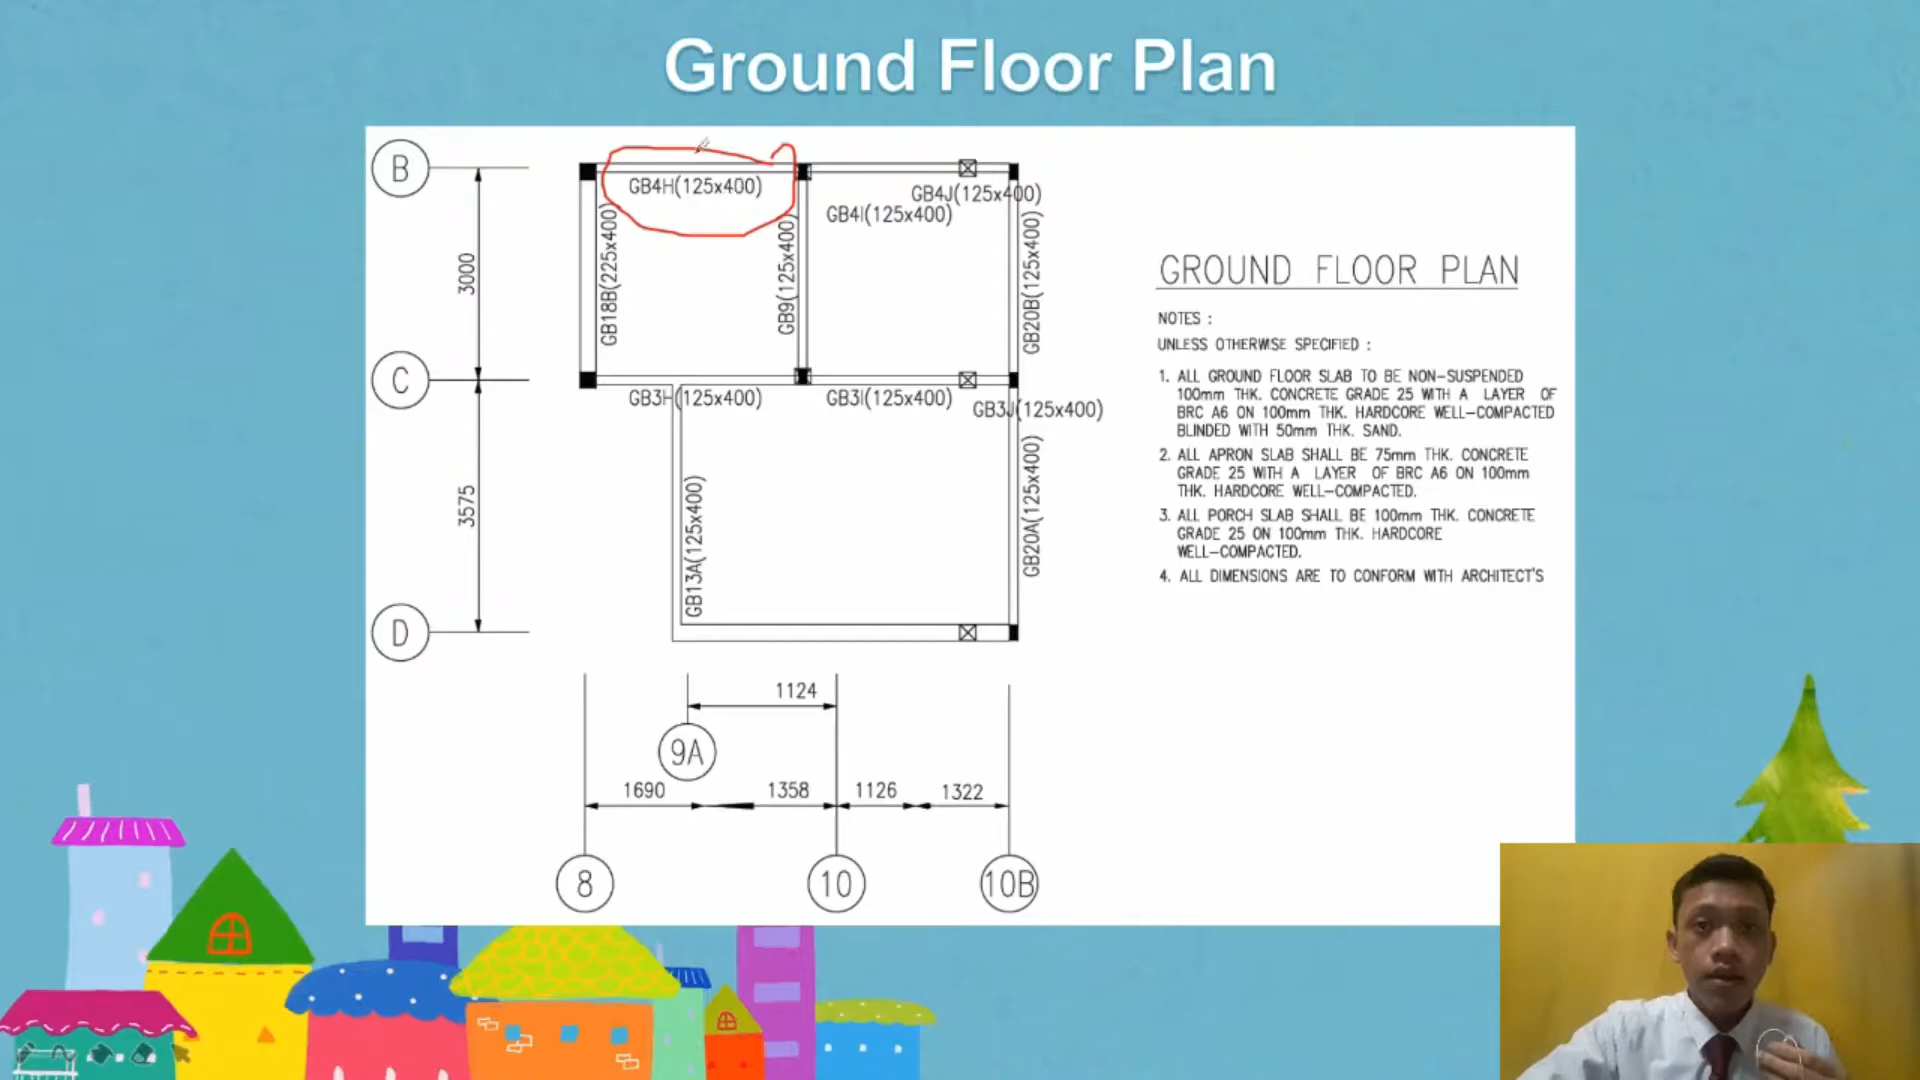 Ground Floor Plan
B
GB4H(125x400)
GB4J(125x400)
GB4I(125x400)
3000
GB18B(225x400)
GB9(125x400)
GB20B(125x400)
C
GB3H(125x400)
GB3I(125x400)
GB3J(125x400)
3575
GB13A(125x400)
GB20A(125x400)
D
1124
9A
1690
1358
1126
1322
8
10
10B
GROUND FLOOR PLAN
NOTES :
UNLESS OTHERWISE SPECIFIED :
1. ALL GROUND FLOOR SLAB TO BE NON-SUSPENDED
100mm THK. CONCRETE GRADE 25 WITH A LAYER OF
BRC A6 ON 100mm THK. HARDCORE WELL-COMPACTED
BLINDED WITH 50mm THK. SAND.
2. ALL APRON SLAB SHALL BE 75mm THK. CONCRETE
GRADE 25 WITH A LAYER OF BRC A6 ON 100mm
THK. HARDCORE WELL-COMPACTED.
3. ALL PORCH SLAB SHALL BE 100mm THK. CONCRETE
GRADE 25 ON 100mm THK. HARDCORE
WELL-COMPACTED.
4. ALL DIMENSIONS ARE TO CONFORM WITH ARCHITECT'S